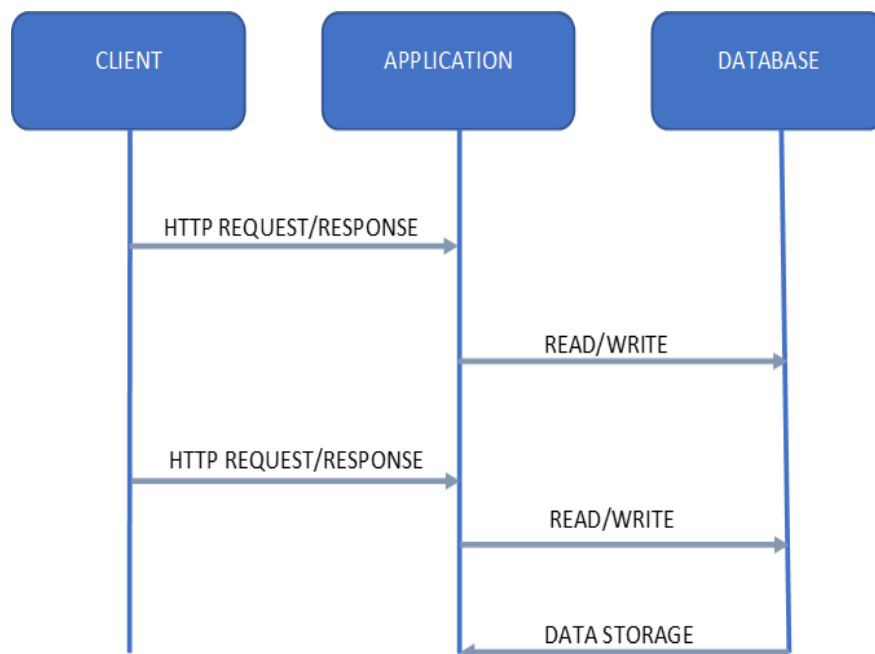 CLIENT
APPLICATION
DATABASE
HTTP REQUEST/RESPONSE
READ/WRITE
HTTP REQUEST/RESPONSE
READ/WRITE
DATA STORAGE